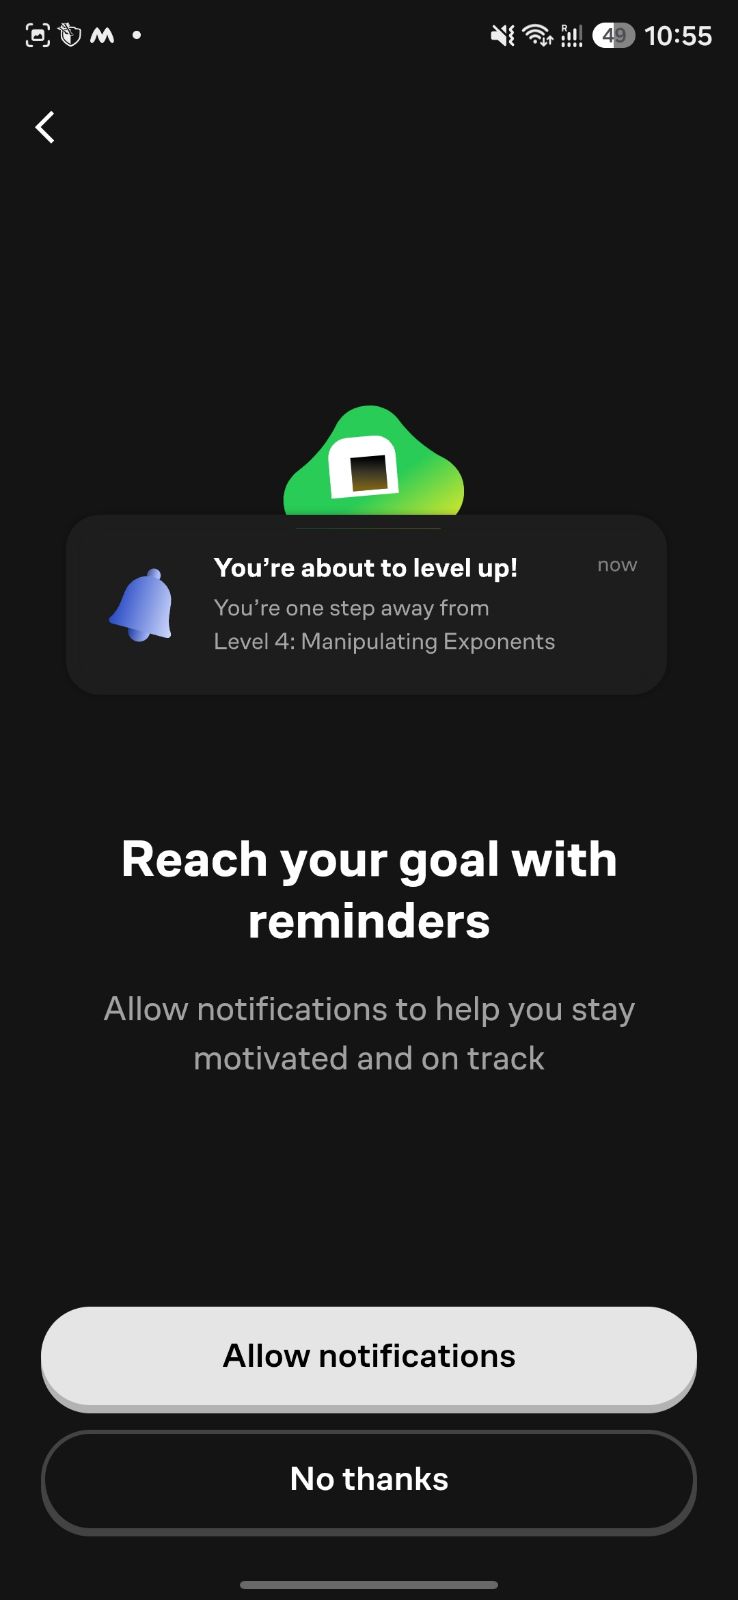 49 10:55
You're about to level up! now
You're one step away from
Level 4: Manipulating Exponents
Reach your goal with
reminders
Allow notifications to help you stay
motivated and on track
Allow notifications
No thanks